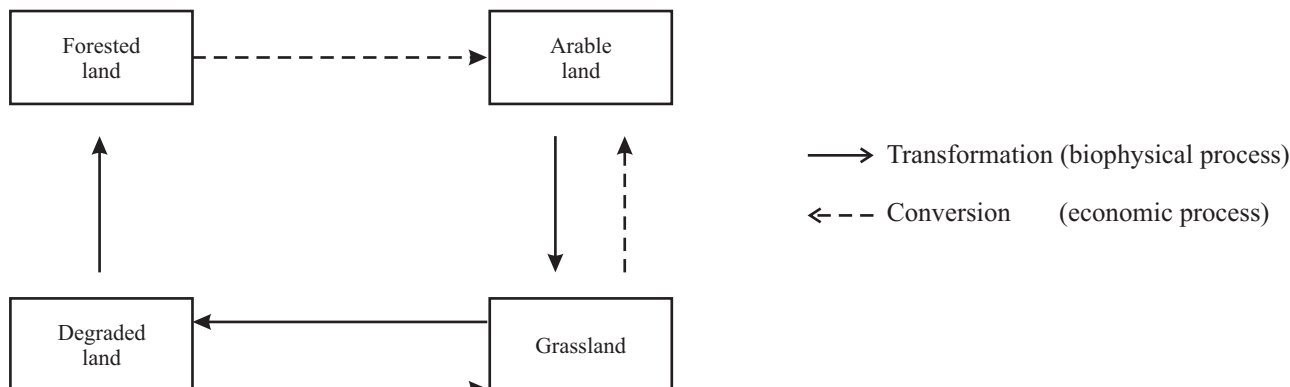 Forested
land
Arable
land
Transformation (biophysical process)
Conversion (economic process)
Degraded
land
Grassland